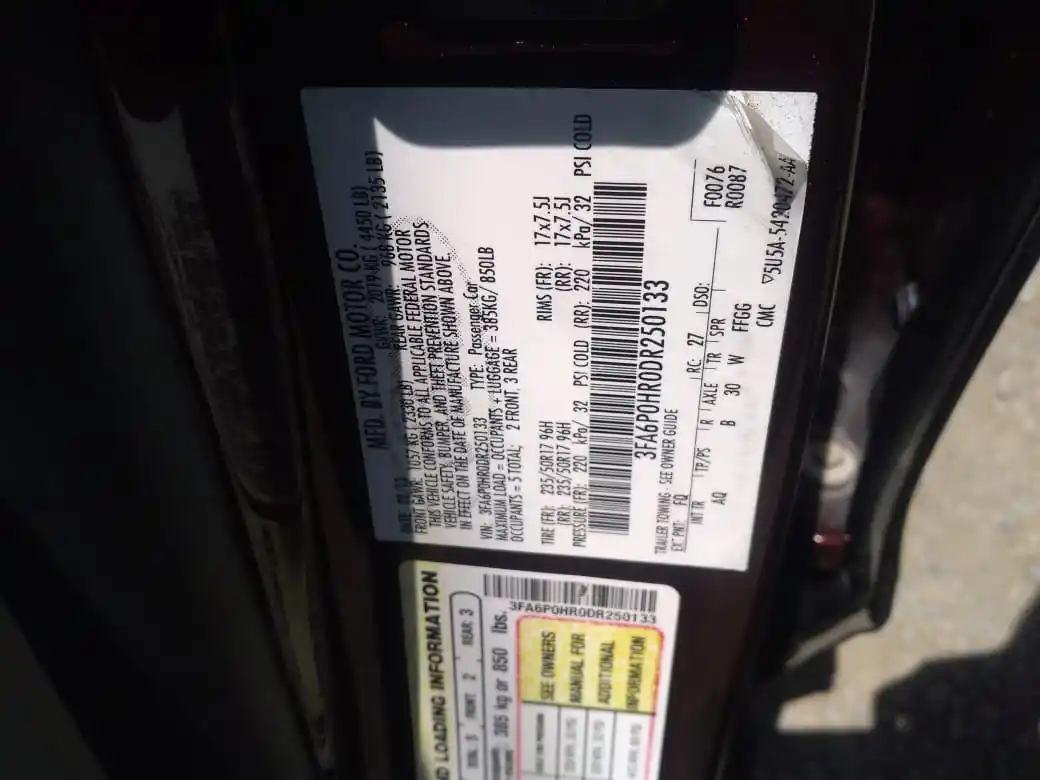 MFD. BY FORD MOTOR CO.
GVWR: 2019 KG ( 4450 LB)
FRONT GAWR: 1057 KG ( 2330 LB) REAR GAWR: 968 KG ( 2135 LB)
THIS VEHICLE CONFORMS TO ALL APPLICABLE FEDERAL MOTOR
VEHICLE SAFETY, BUMPER, AND THEFT PREVENTION STANDARDS
IN EFFECT ON THE DATE OF MANUFACTURE SHOWN ABOVE.
VIN: 3FA6P0HR0DR250133 TYPE: Passenger Car
MAXIMUM LOAD = OCCUPANTS + LUGGAGE = 385KG/ 850LB
OCCUPANTS = 5 TOTAL; 2 FRONT, 3 REAR
TIRE (FR): 235/50R17 96H RIMS (FR): 17x7.5J
(RR): 235/50R17 96H (RR): 17x7.5J
PRESSURE (FR): 220 kPa/ 32 PSI COLD (RR): 220 kPa/ 32 PSI COLD
3FA6P0HR0DR250133
F0076
R0087
TRAILER TOWING - SEE OWNER GUIDE
EXT PNT: FQ RC: 27 DSO:
INT TR TP/PS R AXLE TR SPR
AQ B 30 W FFGG
CMC
5U5A-5420472-AA
LOADING INFORMATION
FRONT 2 REAR: 3
385 kg or 850 lbs.
3FA6P0HR0DR250133
SEE OWNERS
MANUAL FOR
ADDITIONAL
INFORMATION